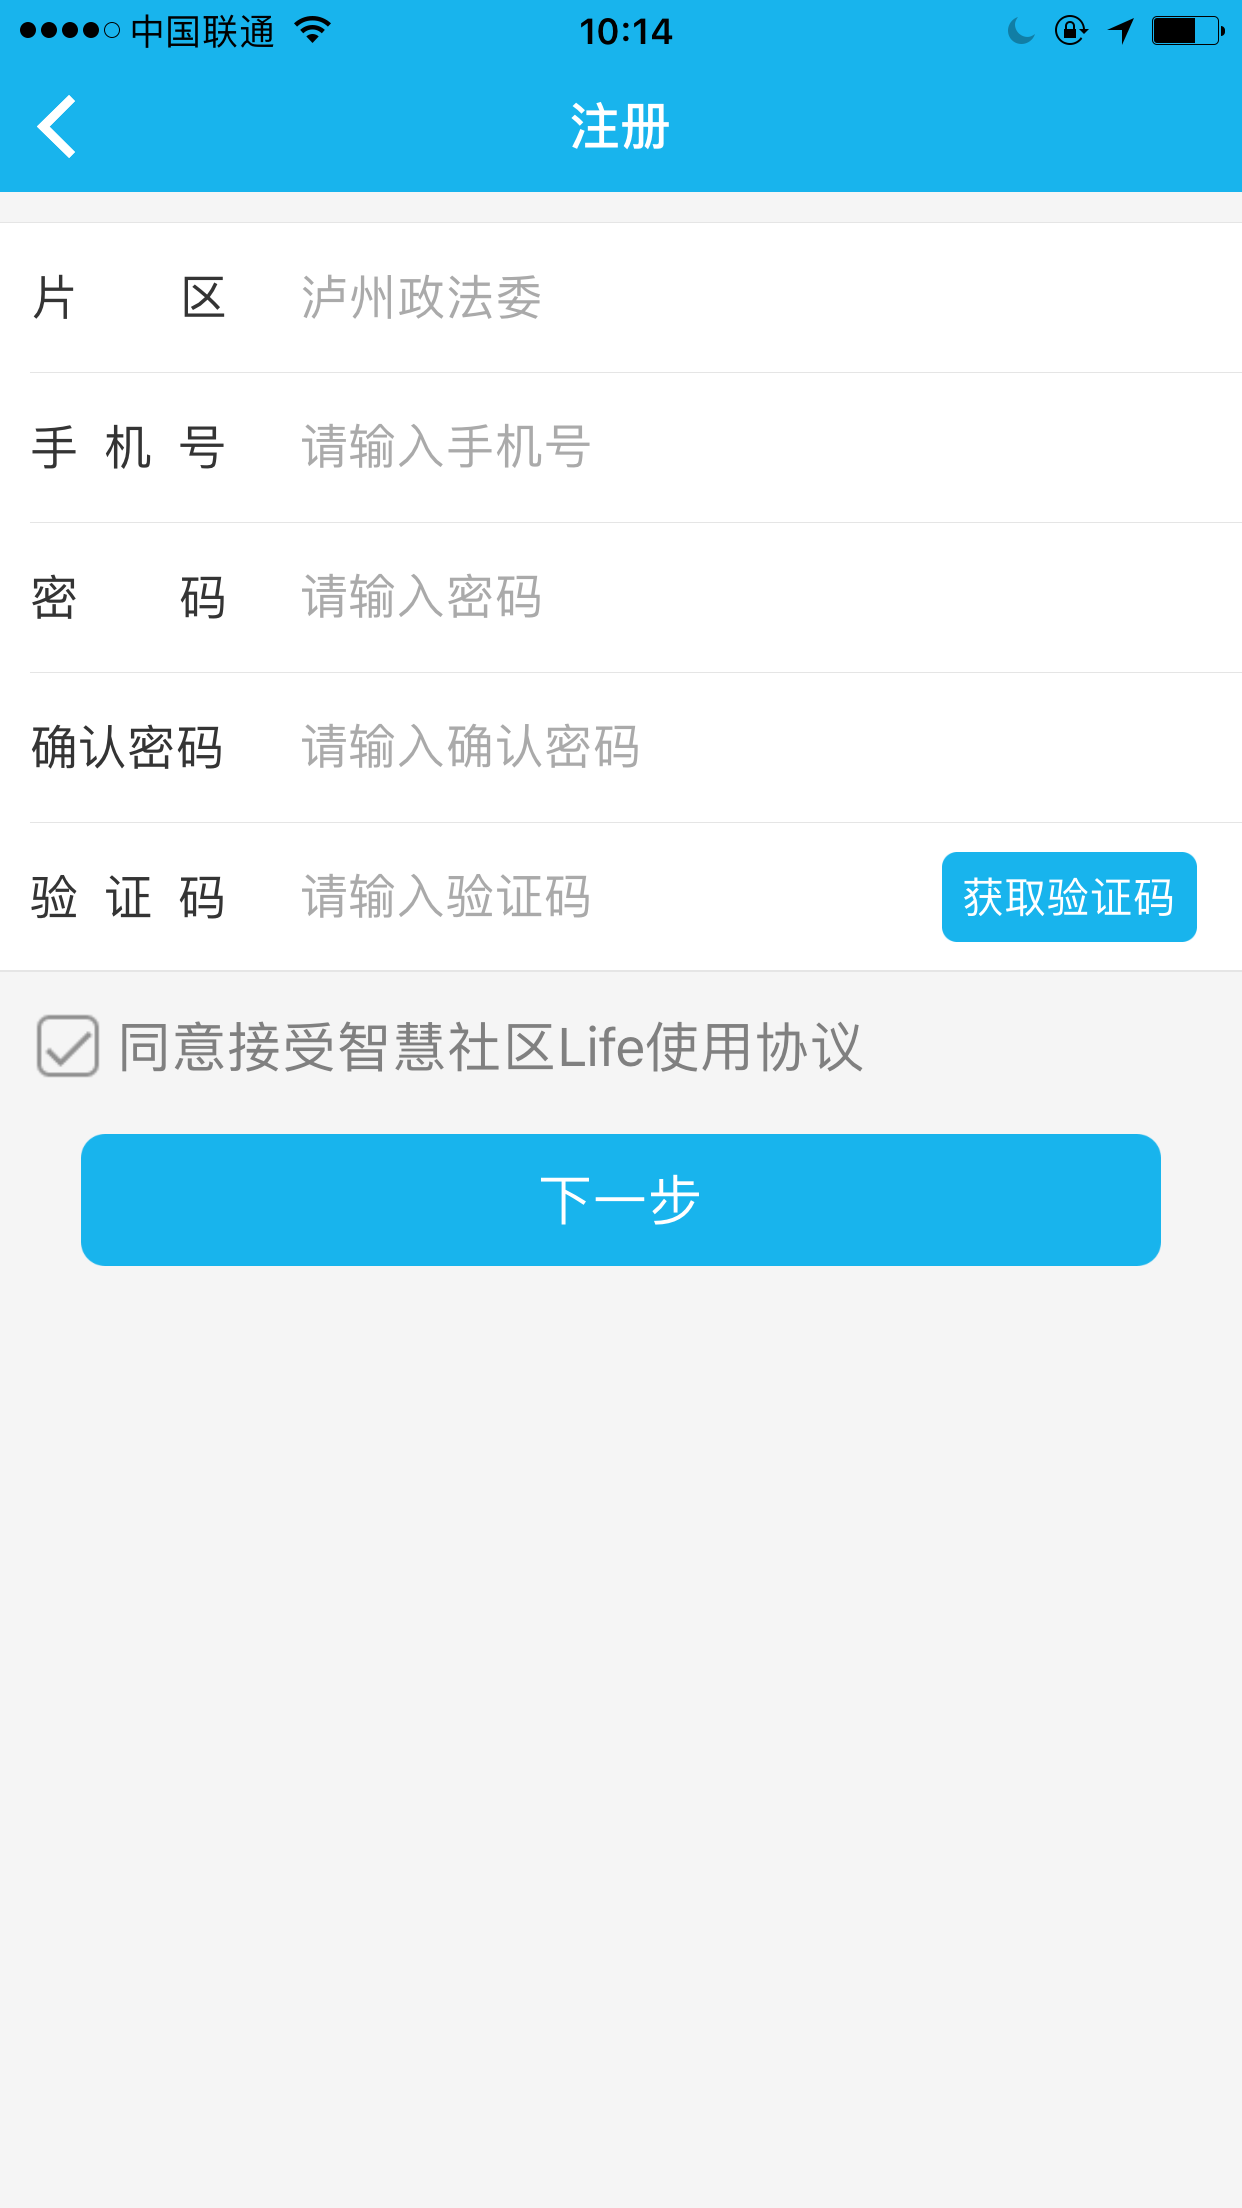 中国联通 10:14
注册
片 区 泸州政法委
手 机 号 请输入手机号
密 码 请输入密码
确认密码 请输入确认密码
验 证 码 请输入验证码 获取验证码
同意接受智慧社区Life使用协议
下一步